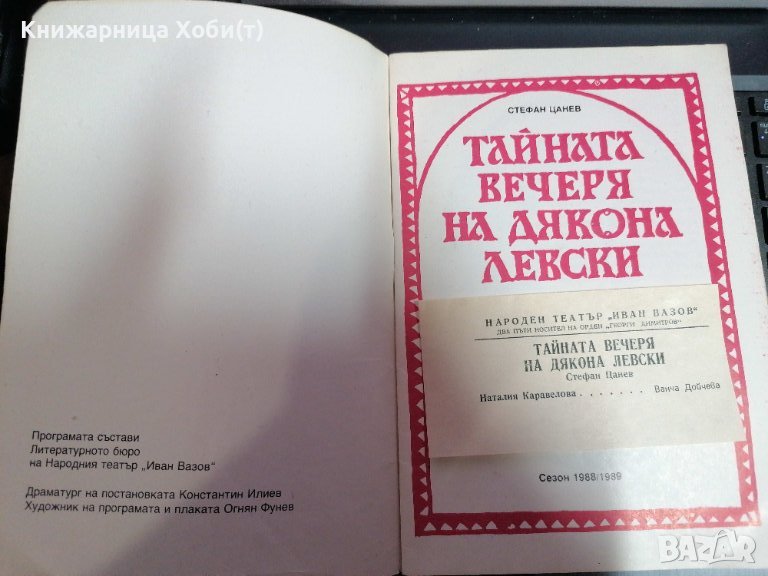 Книжарница Хоби(т)
Програмата състави
Литературното бюро
на Народния театър „Иван Вазов"
Драматург на постановката Константин Илиев
Художник на програмата и плаката Огнян Фунев
СТЕФАН ЦАНЕВ
ТАЙНАТА
ВЕЧЕРЯ
НА ДЯКОНА
ЛЕВСКИ
НАРОДЕН ТЕАТЪР „ИВАН ВАЗОВ"
ДВА ПЪТИ НОСИТЕЛ НА ОРДЕН „ГЕОРГИ ДИМИТРОВ"
ТАЙНАТА ВЕЧЕРЯ
НА ДЯКОНА ЛЕВСКИ
Стефан Цанев
Наталия Каравелова . . . . . . . Ванча Добчева
Сезон 1988/1989
BAZAR